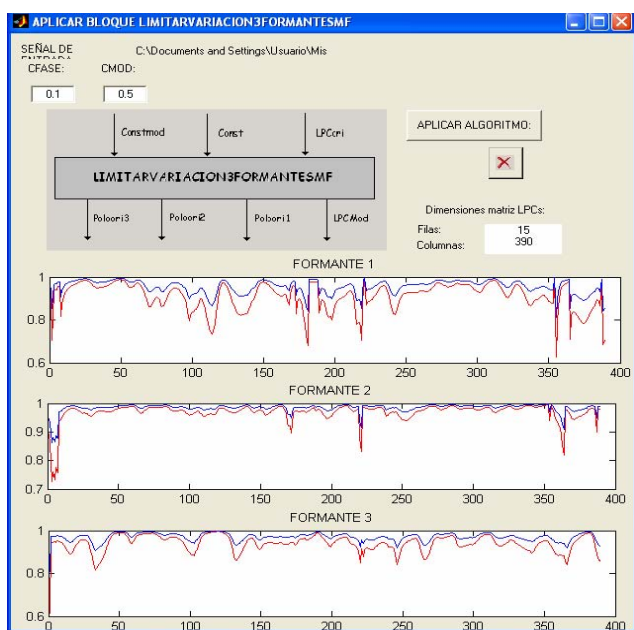 APLICAR BLOQUE LIMITARVARIACION3FORMANTESMF
SEÑAL DE ENTRADA
C:\Documents and Settings\Usuario\Mis
CFASE:
CMOD:
0.1
0.5
APLICAR ALGORITMO:
Constmod
Const
LPCori
LIMITARVARIACION3FORMANTESMF
Poloori3
Poloori2
Poloori1
LPCMod
Dimensiones matriz LPCs:
Filas:
15
Columnas:
390
FORMANTE 1
1
0.8
0.6
0 50 100 150 200 250 300 350 400
FORMANTE 2
1
0.9
0.8
0.7
0 50 100 150 200 250 300 350 400
FORMANTE 3
1
0.8
0.6
0 50 100 150 200 250 300 350 400